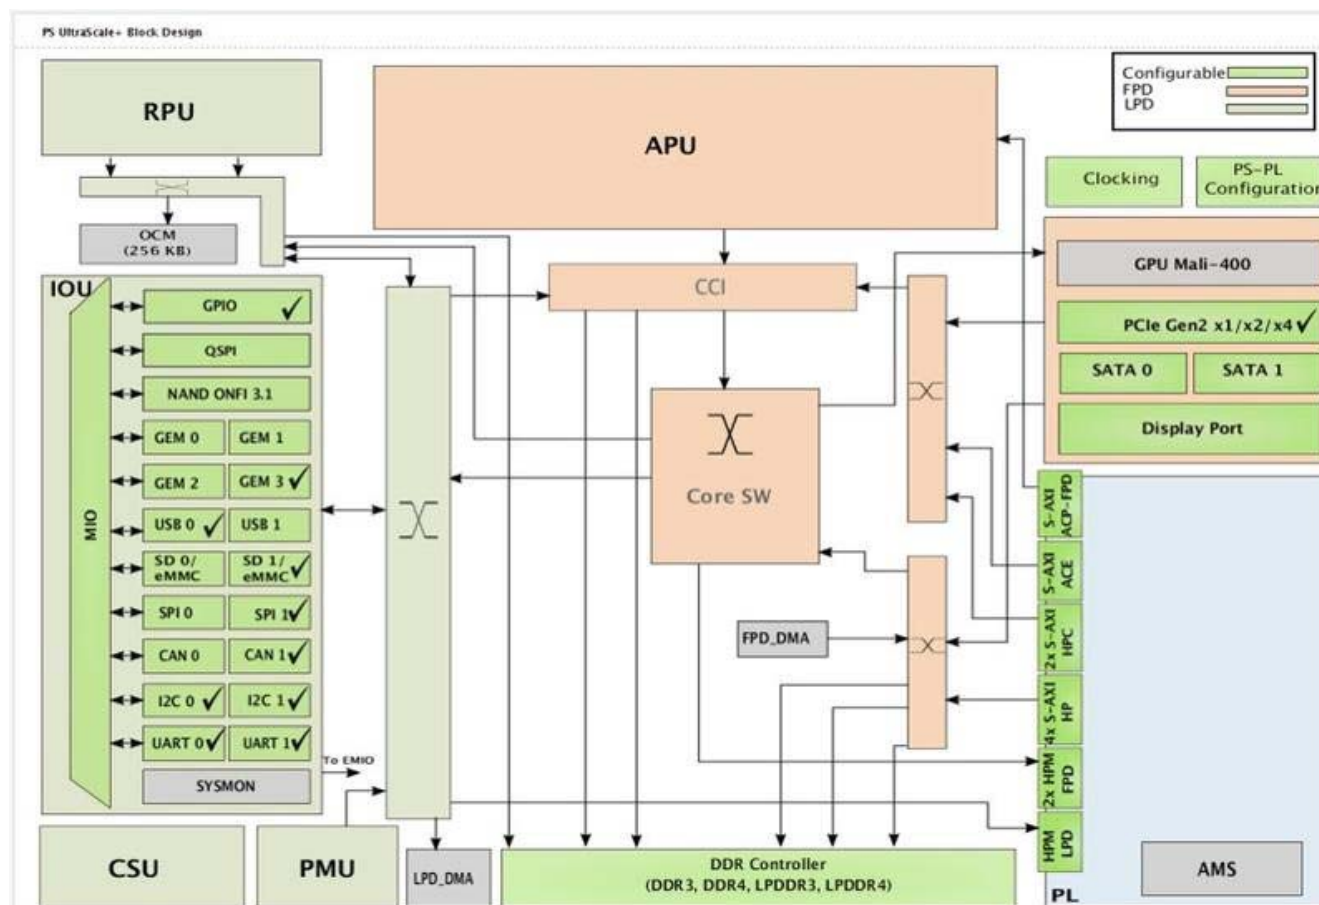 PS UltraScale+ Block Design
RPU
APU
Configurable
FPD
LPD
Clocking
PS-PL
Configuration
OCM
(256 KB)
IOU
CCI
GPU Mali-400
GPIO
PCIe Gen2 x1/x2/x4
QSPI
SATA 0
SATA 1
NAND ONFI 3.1
Display Port
GEM 0
GEM 1
GEM 2
GEM 3
Core SW
MIO
USB 0
USB 1
SD 0/
eMMC
SD 1/
eMMC
SPI 0
SPI 1
CAN 0
CAN 1
I2C 0
I2C 1
UART 0
UART 1
SYSMON
To EMIO
FPD_DMA
S-AXI
ACP-FPD
S-AXI
ACE
2x S-AXI
HPC
4x S-AXI
HP
2x HPM
FPD
HPM
LPD
CSU
PMU
LPD_DMA
DDR Controller
(DDR3, DDR4, LPDDR3, LPDDR4)
AMS
PL